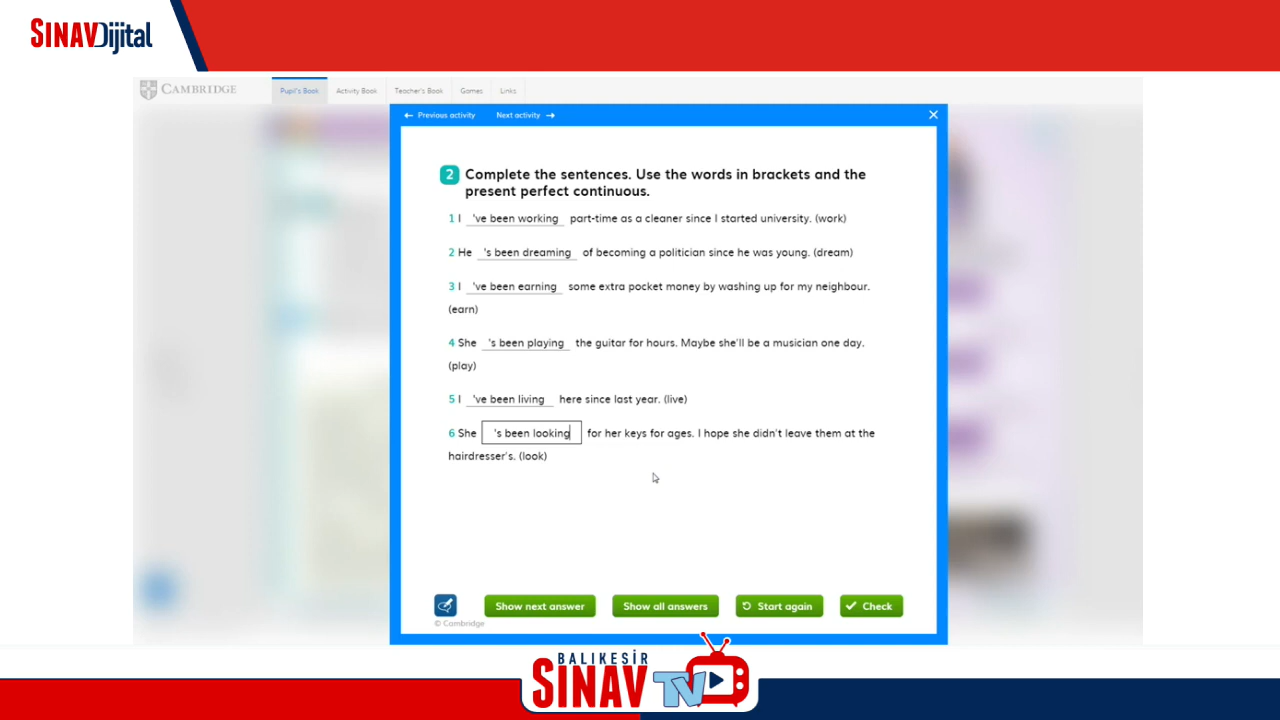 SINAVDijital
CAMBRIDGE
Pupil's Book Activity Book Teacher's Book Games Links
← Previous activity Next activity → ×
2 Complete the sentences. Use the words in brackets and the
present perfect continuous.
1 I 've been working part-time as a cleaner since I started university. (work)
2 He 's been dreaming of becoming a politician since he was young. (dream)
3 I 've been earning some extra pocket money by washing up for my neighbour.
(earn)
4 She 's been playing the guitar for hours. Maybe she'll be a musician one day.
(play)
5 I 've been living here since last year. (live)
6 She 's been looking for her keys for ages. I hope she didn't leave them at the
hairdresser's. (look)
Show next answer Show all answers Start again Check
© Cambridge
BALIKESİR
SINAV TV